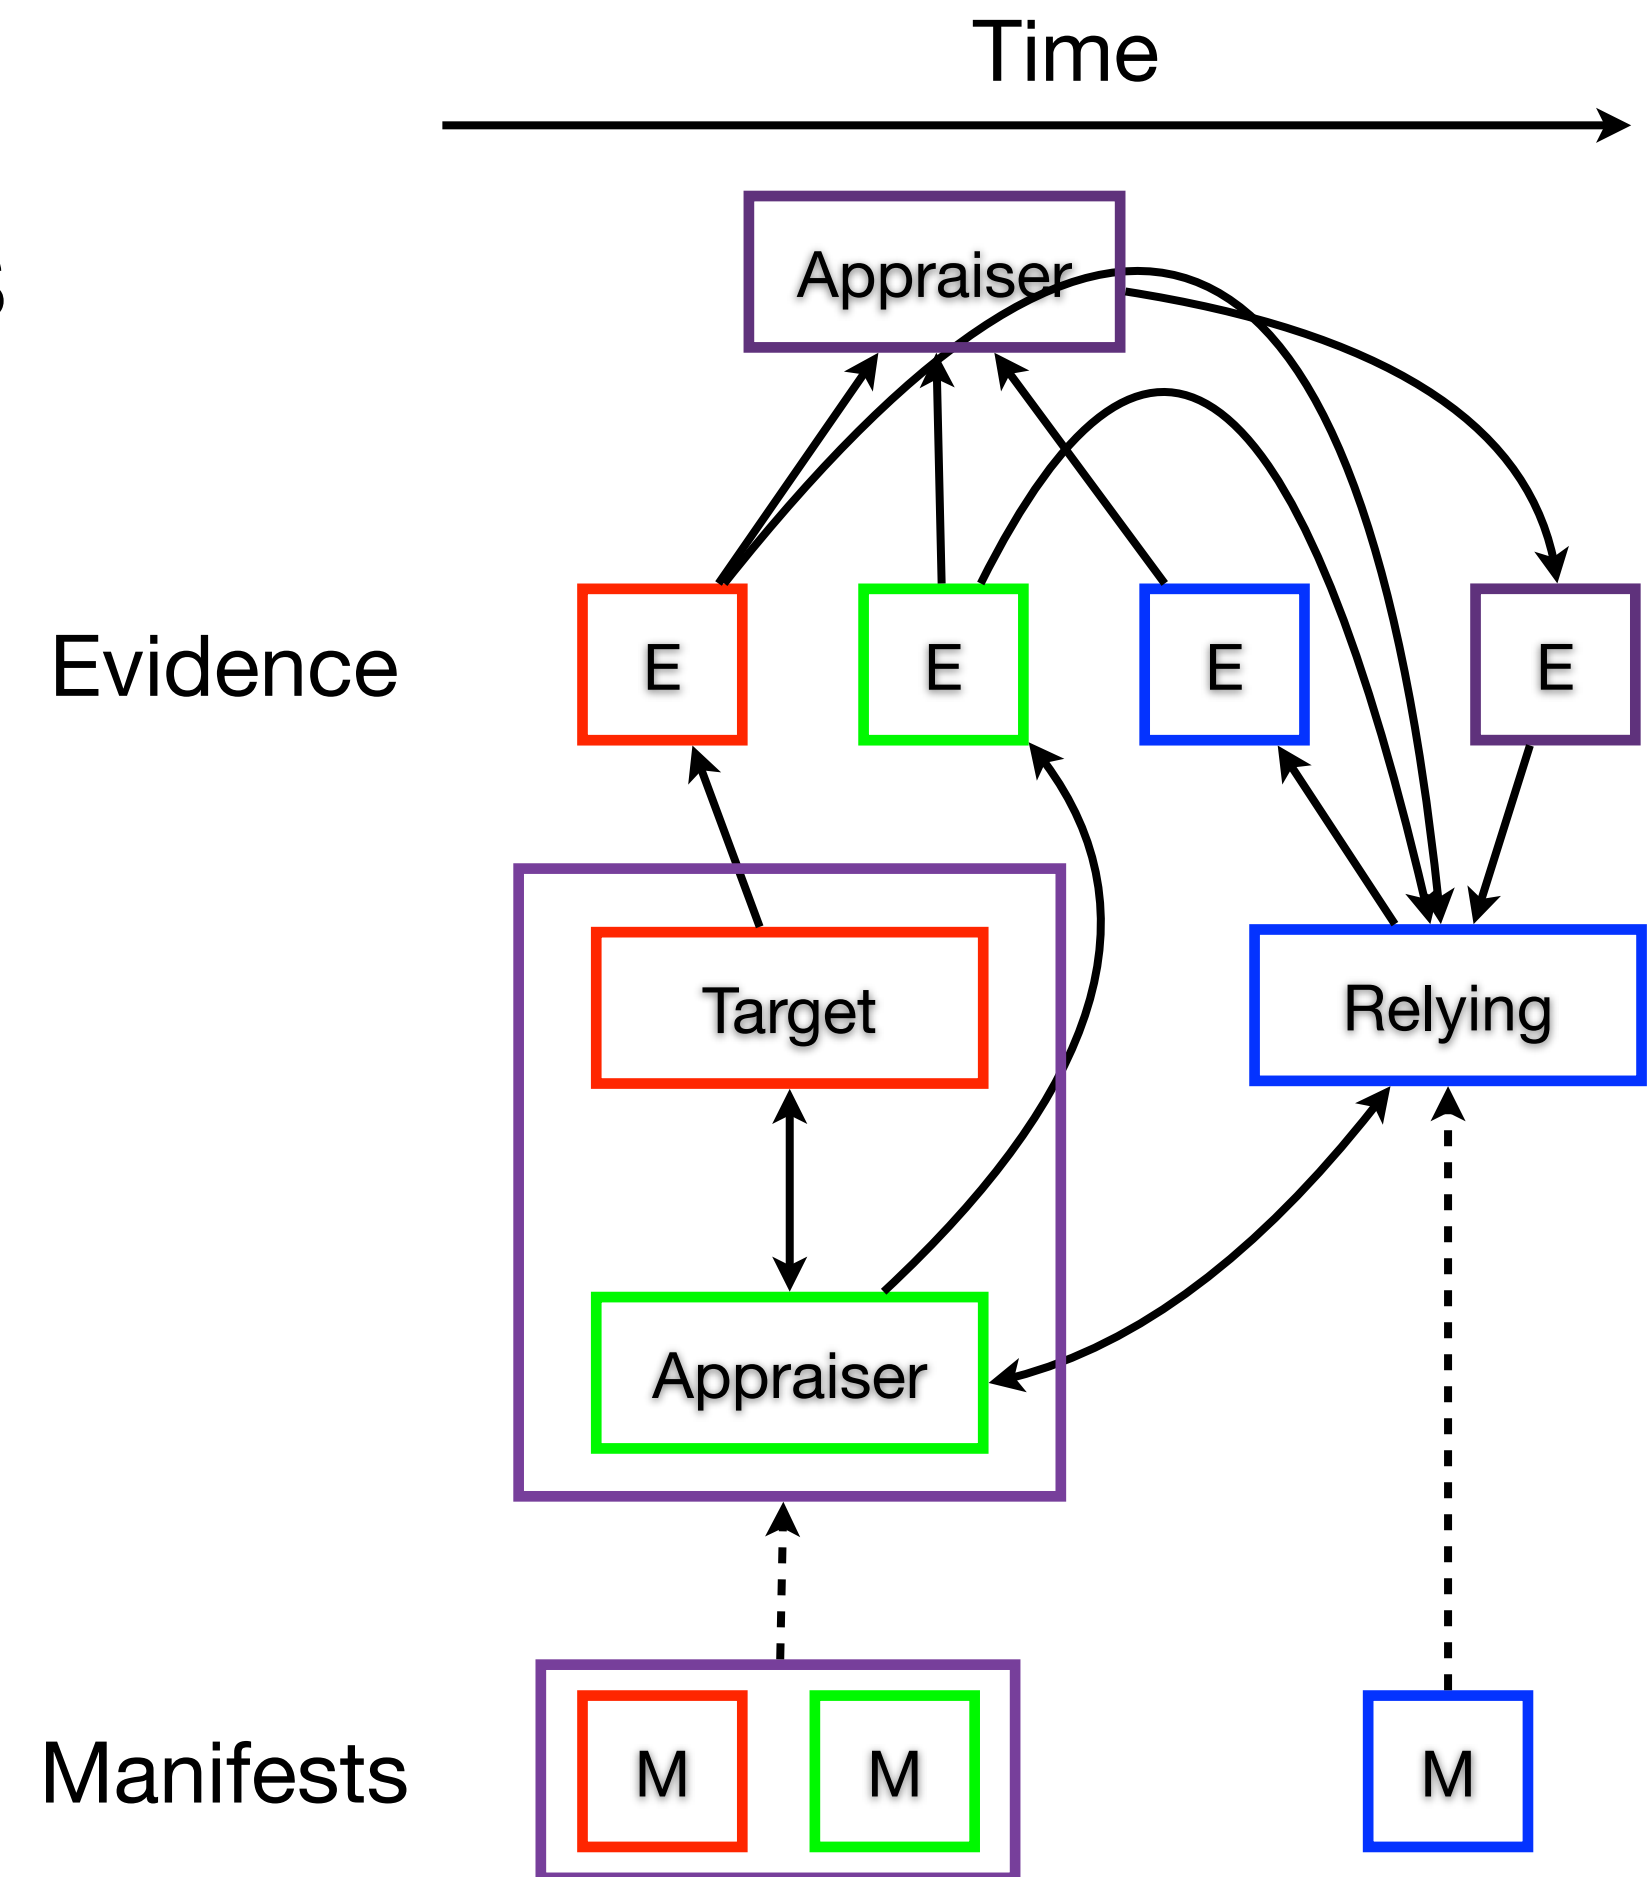 Time
Appraiser
Evidence E E E E
Target
Relying
Appraiser
Manifests M M M